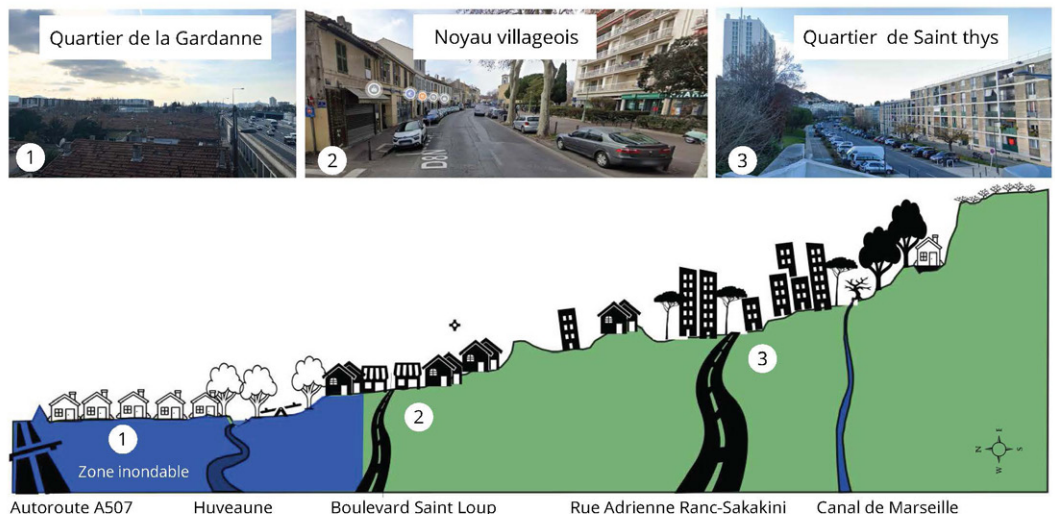 Quartier de la Gardanne
1
Noyau villageois
2
D8N
Quartier de Saint thys
3
1
Zone inondable
2
3
N
E
S
W
Autoroute A507
Huveaune
Boulevard Saint Loup
Rue Adrienne Ranc-Sakakini
Canal de Marseille